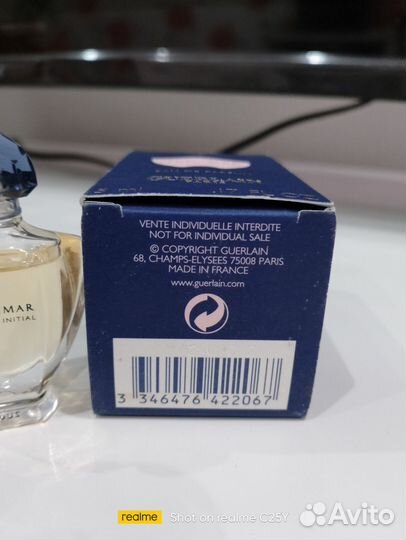 VENTE INDIVIDUELLE INTERDITE
NOT FOR INDIVIDUAL SALE
© COPYRIGHT GUERLAIN
68, CHAMPS-ELYSEES 75008 PARIS
MADE IN FRANCE
www.guerlain.com
MAR
INITIAL
3 346476 422067
realme Shot on realme C25Y
Avito